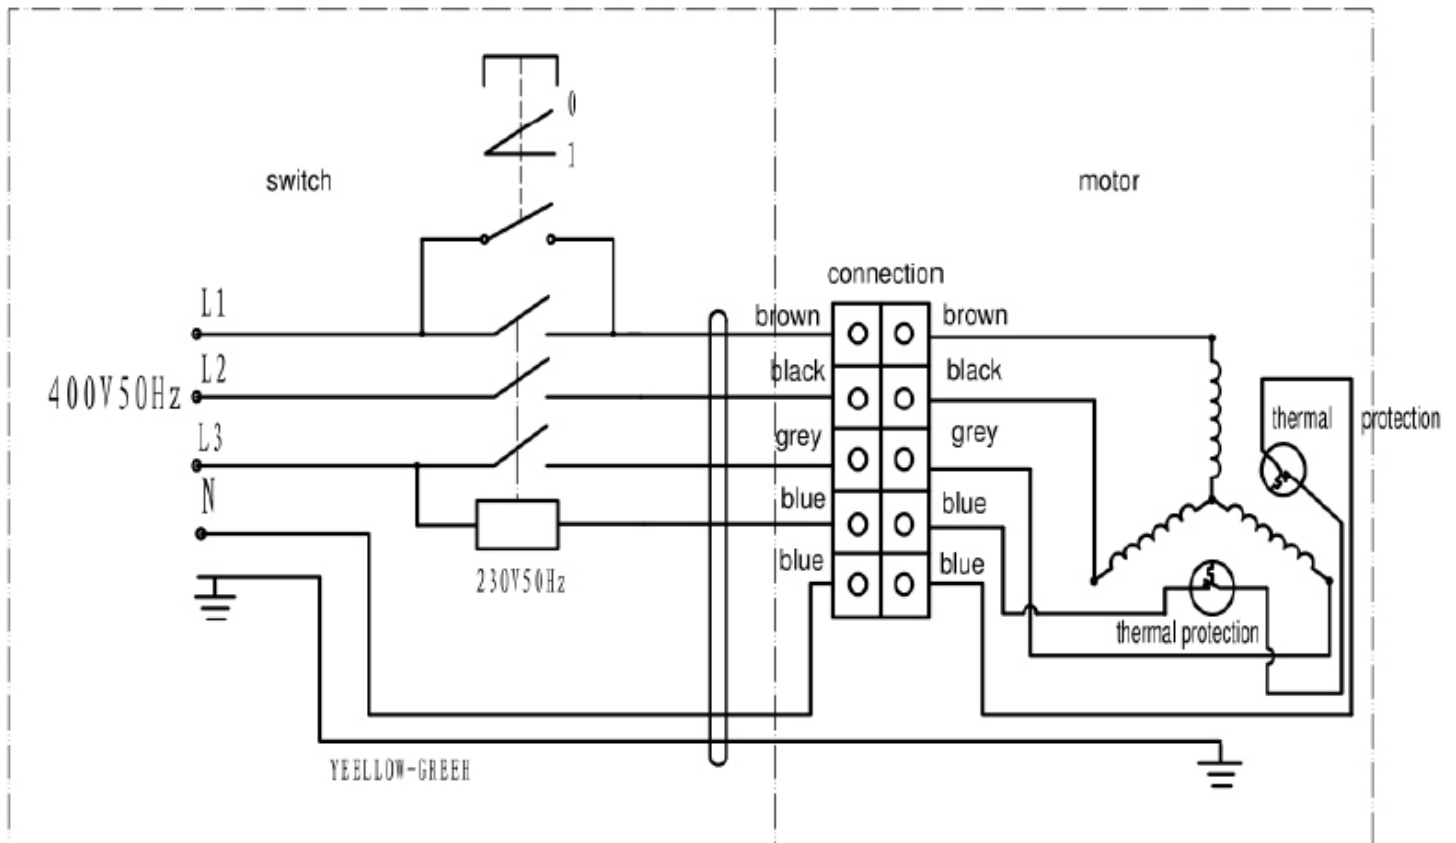 0
1
switch
motor
connection
L1
brown
brown
L2
black
black
400V50Hz
thermal protection
L3
grey
grey
N
blue
blue
230V50Hz
blue
blue
thermal protection
YEELLOW-GREEH